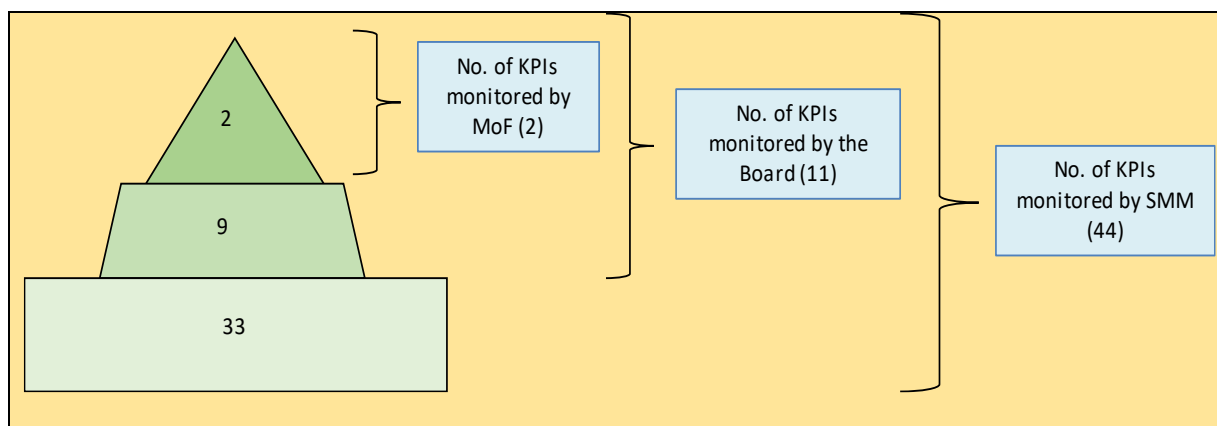 2
No. of KPIs
monitored by
MoF (2)
No. of KPIs
monitored by the
Board (11)
No. of KPIs
monitored by SMM
(44)
9
33